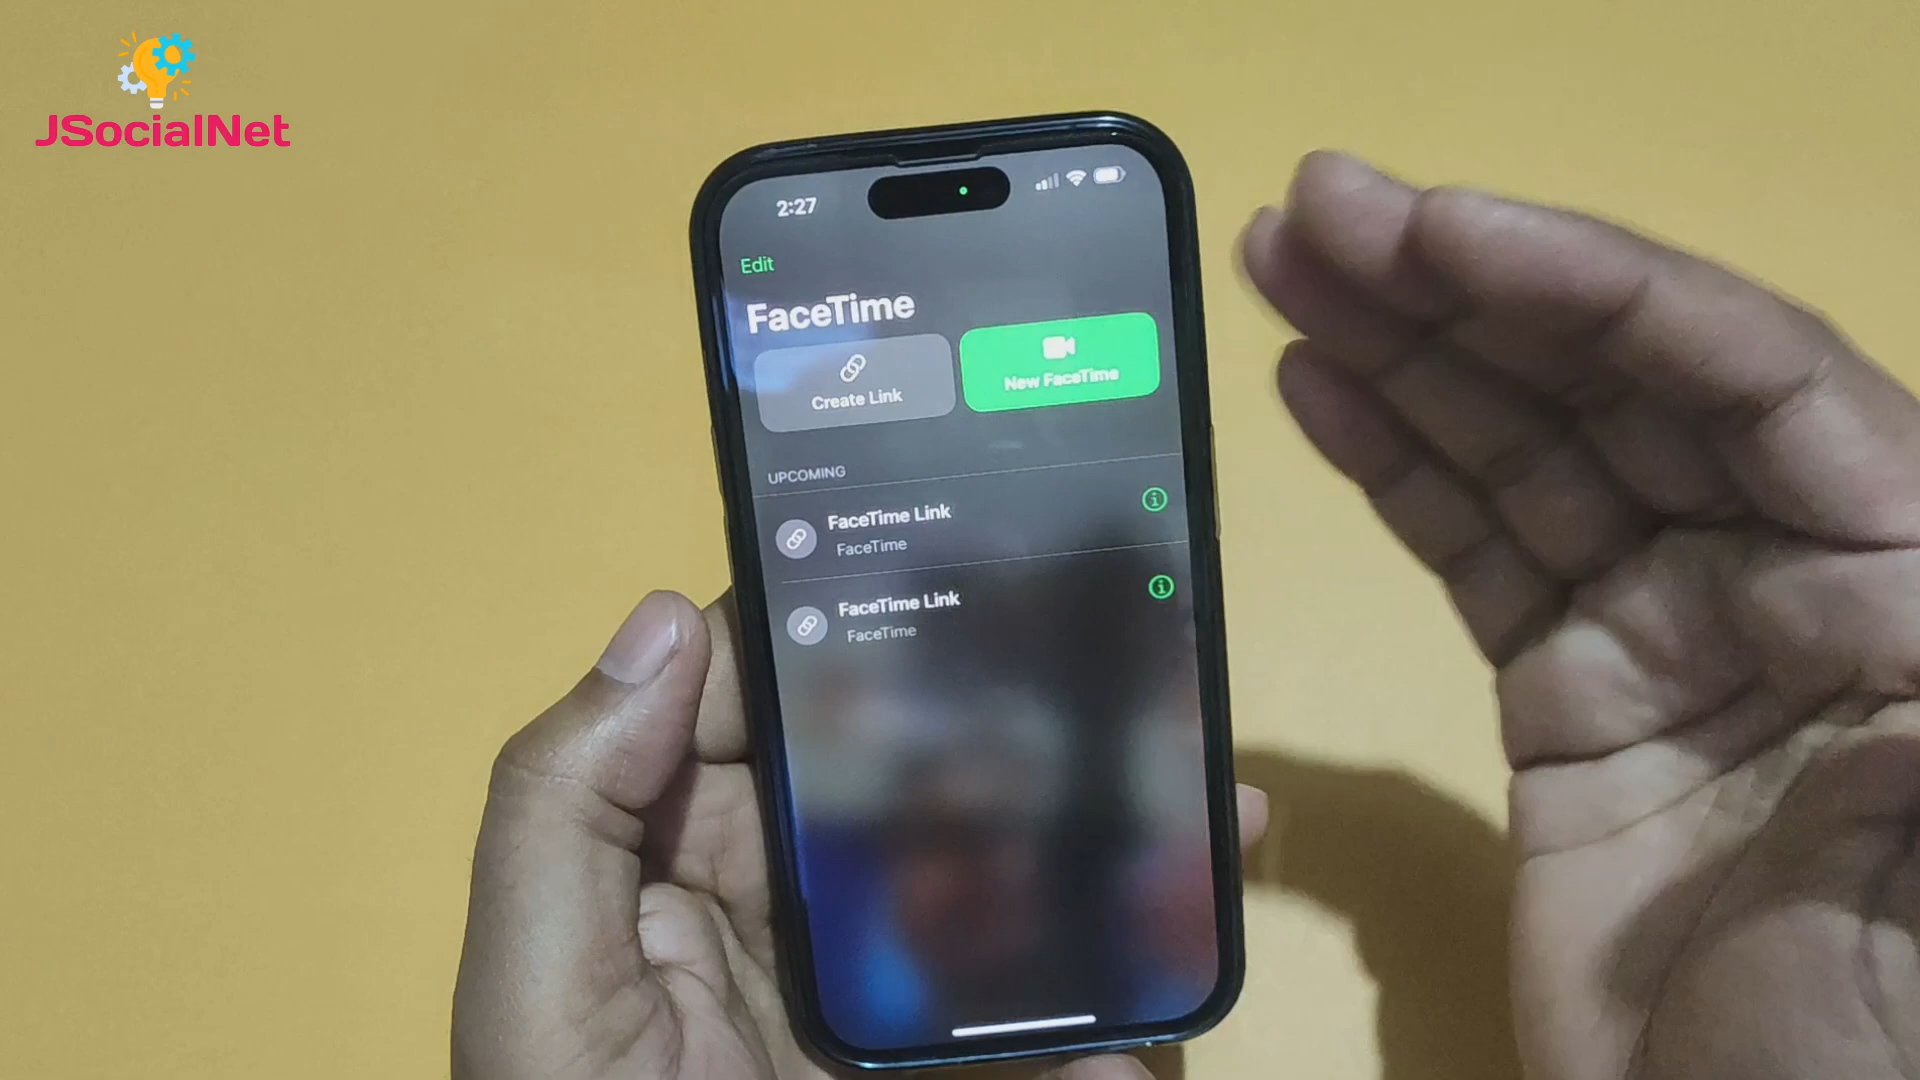 JSocialNet
2:27
Edit
FaceTime
Create Link
New FaceTime
UPCOMING
FaceTime Link
FaceTime
FaceTime Link
FaceTime